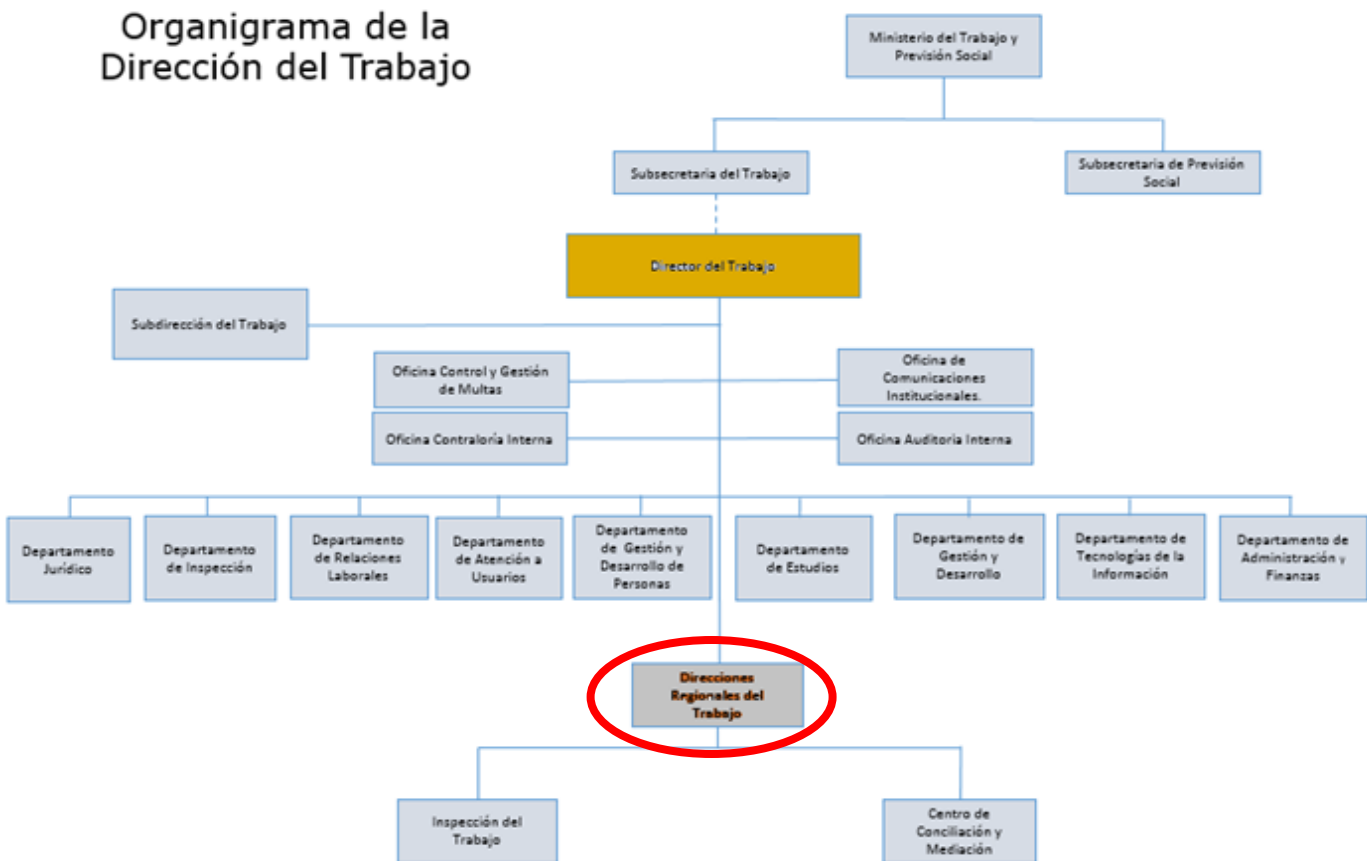 Organigrama de la
Dirección del Trabajo
Ministerio del Trabajo y
Previsión Social
Subsecretaria del Trabajo
Subsecretaria de Previsión
Social
Director del Trabajo
Subdirección del Trabajo
Oficina Control y Gestión
de Multas
Oficina de
Comunicaciones
Institucionales.
Oficina Contraloría Interna
Oficina Auditoria Interna
Departamento
Jurídico
Departamento
de Inspección
Departamento
de Relaciones
Laborales
Departamento
de Atención a
Usuarios
Departamento
de Gestión y
Desarrollo de
Personas
Departamento
de Estudios
Departamento de
Gestión y
Desarrollo
Departamento de
Tecnologías de la
Información
Departamento de
Administración y
Finanzas
Direcciones
Regionales del
Trabajo
Inspección del
Trabajo
Centro de
Conciliación y
Mediación